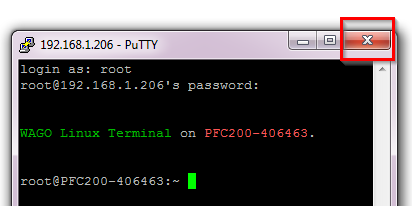 192.168.1.206 - PuTTY
login as: root
root@192.168.1.206's password:
WAGO Linux Terminal on PFC200-406463.
root@PFC200-406463:~